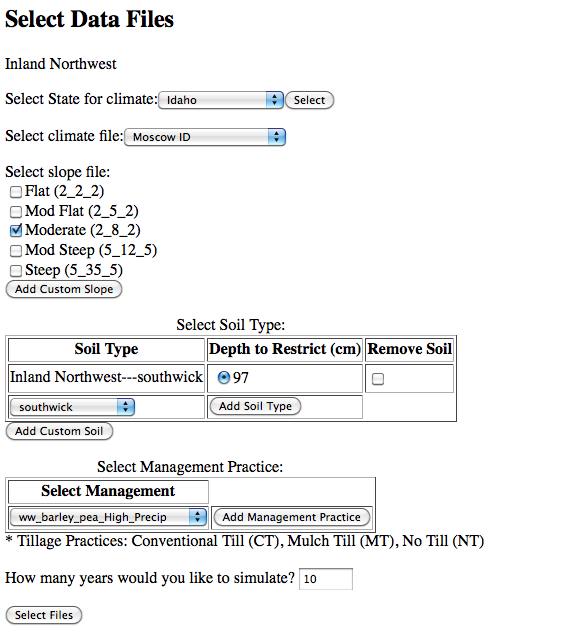 Select Data Files
Inland Northwest
Select State for climate: Idaho Select
Select climate file: Moscow ID
Select slope file:
Flat (2_2_2)
Mod Flat (2_5_2)
Moderate (2_8_2)
Mod Steep (5_12_5)
Steep (5_35_5)
Add Custom Slope
Select Soil Type:
Soil Type Depth to Restrict (cm) Remove Soil
Inland Northwest---southwick 97
southwick Add Soil Type
Add Custom Soil
Select Management Practice:
Select Management
ww_barley_pea_High_Precip Add Management Practice
* Tillage Practices: Conventional Till (CT), Mulch Till (MT), No Till (NT)
How many years would you like to simulate? 10
Select Files